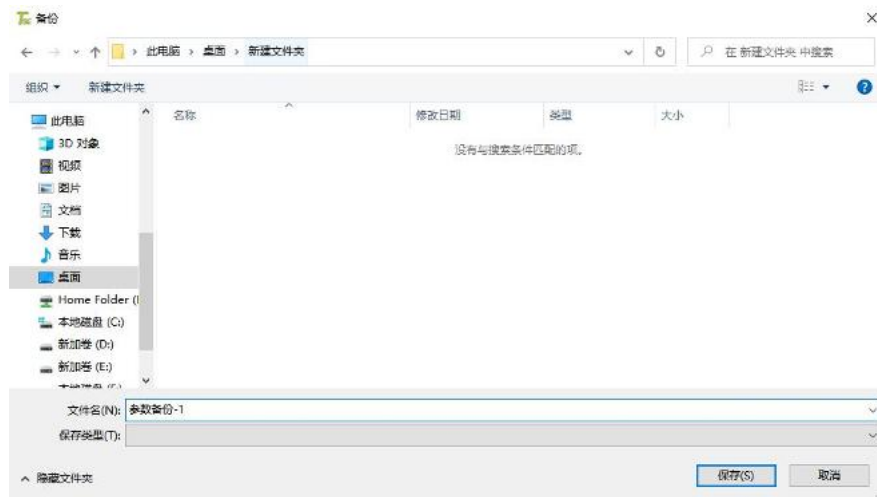 备份
此电脑 › 桌面 › 新建文件夹
在 新建文件夹 中搜索
组织 新建文件夹
名称 修改日期 类型 大小
没有与搜索条件匹配的项。
此电脑
3D 对象
视频
图片
文档
下载
音乐
桌面
Home Folder (
本地磁盘 (C:)
新加卷 (D:)
新加卷 (E:)
文件名(N): 参数备份-1
保存类型(T):
隐藏文件夹
保存(S) 取消